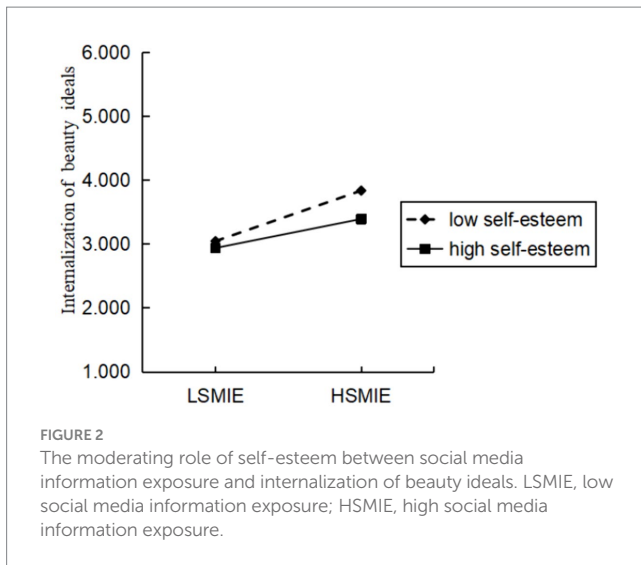 6.000
5.000
4.000
3.000
2.000
1.000
Internalization of beauty ideals
LSMIE
HSMIE
low self-esteem
high self-esteem
FIGURE 2
The moderating role of self-esteem between social media
information exposure and internalization of beauty ideals. LSMIE, low
social media information exposure; HSMIE, high social media
information exposure.